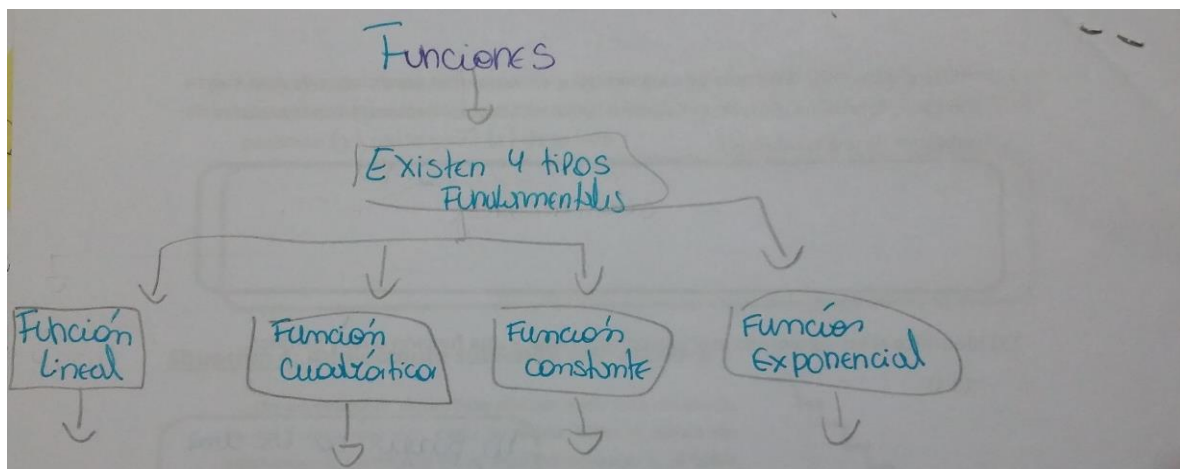 Funciones
Existen 4 tipos
Fundamentales
Función
Lineal
Función
Cuadrática
Función
constante
Función
Exponencial